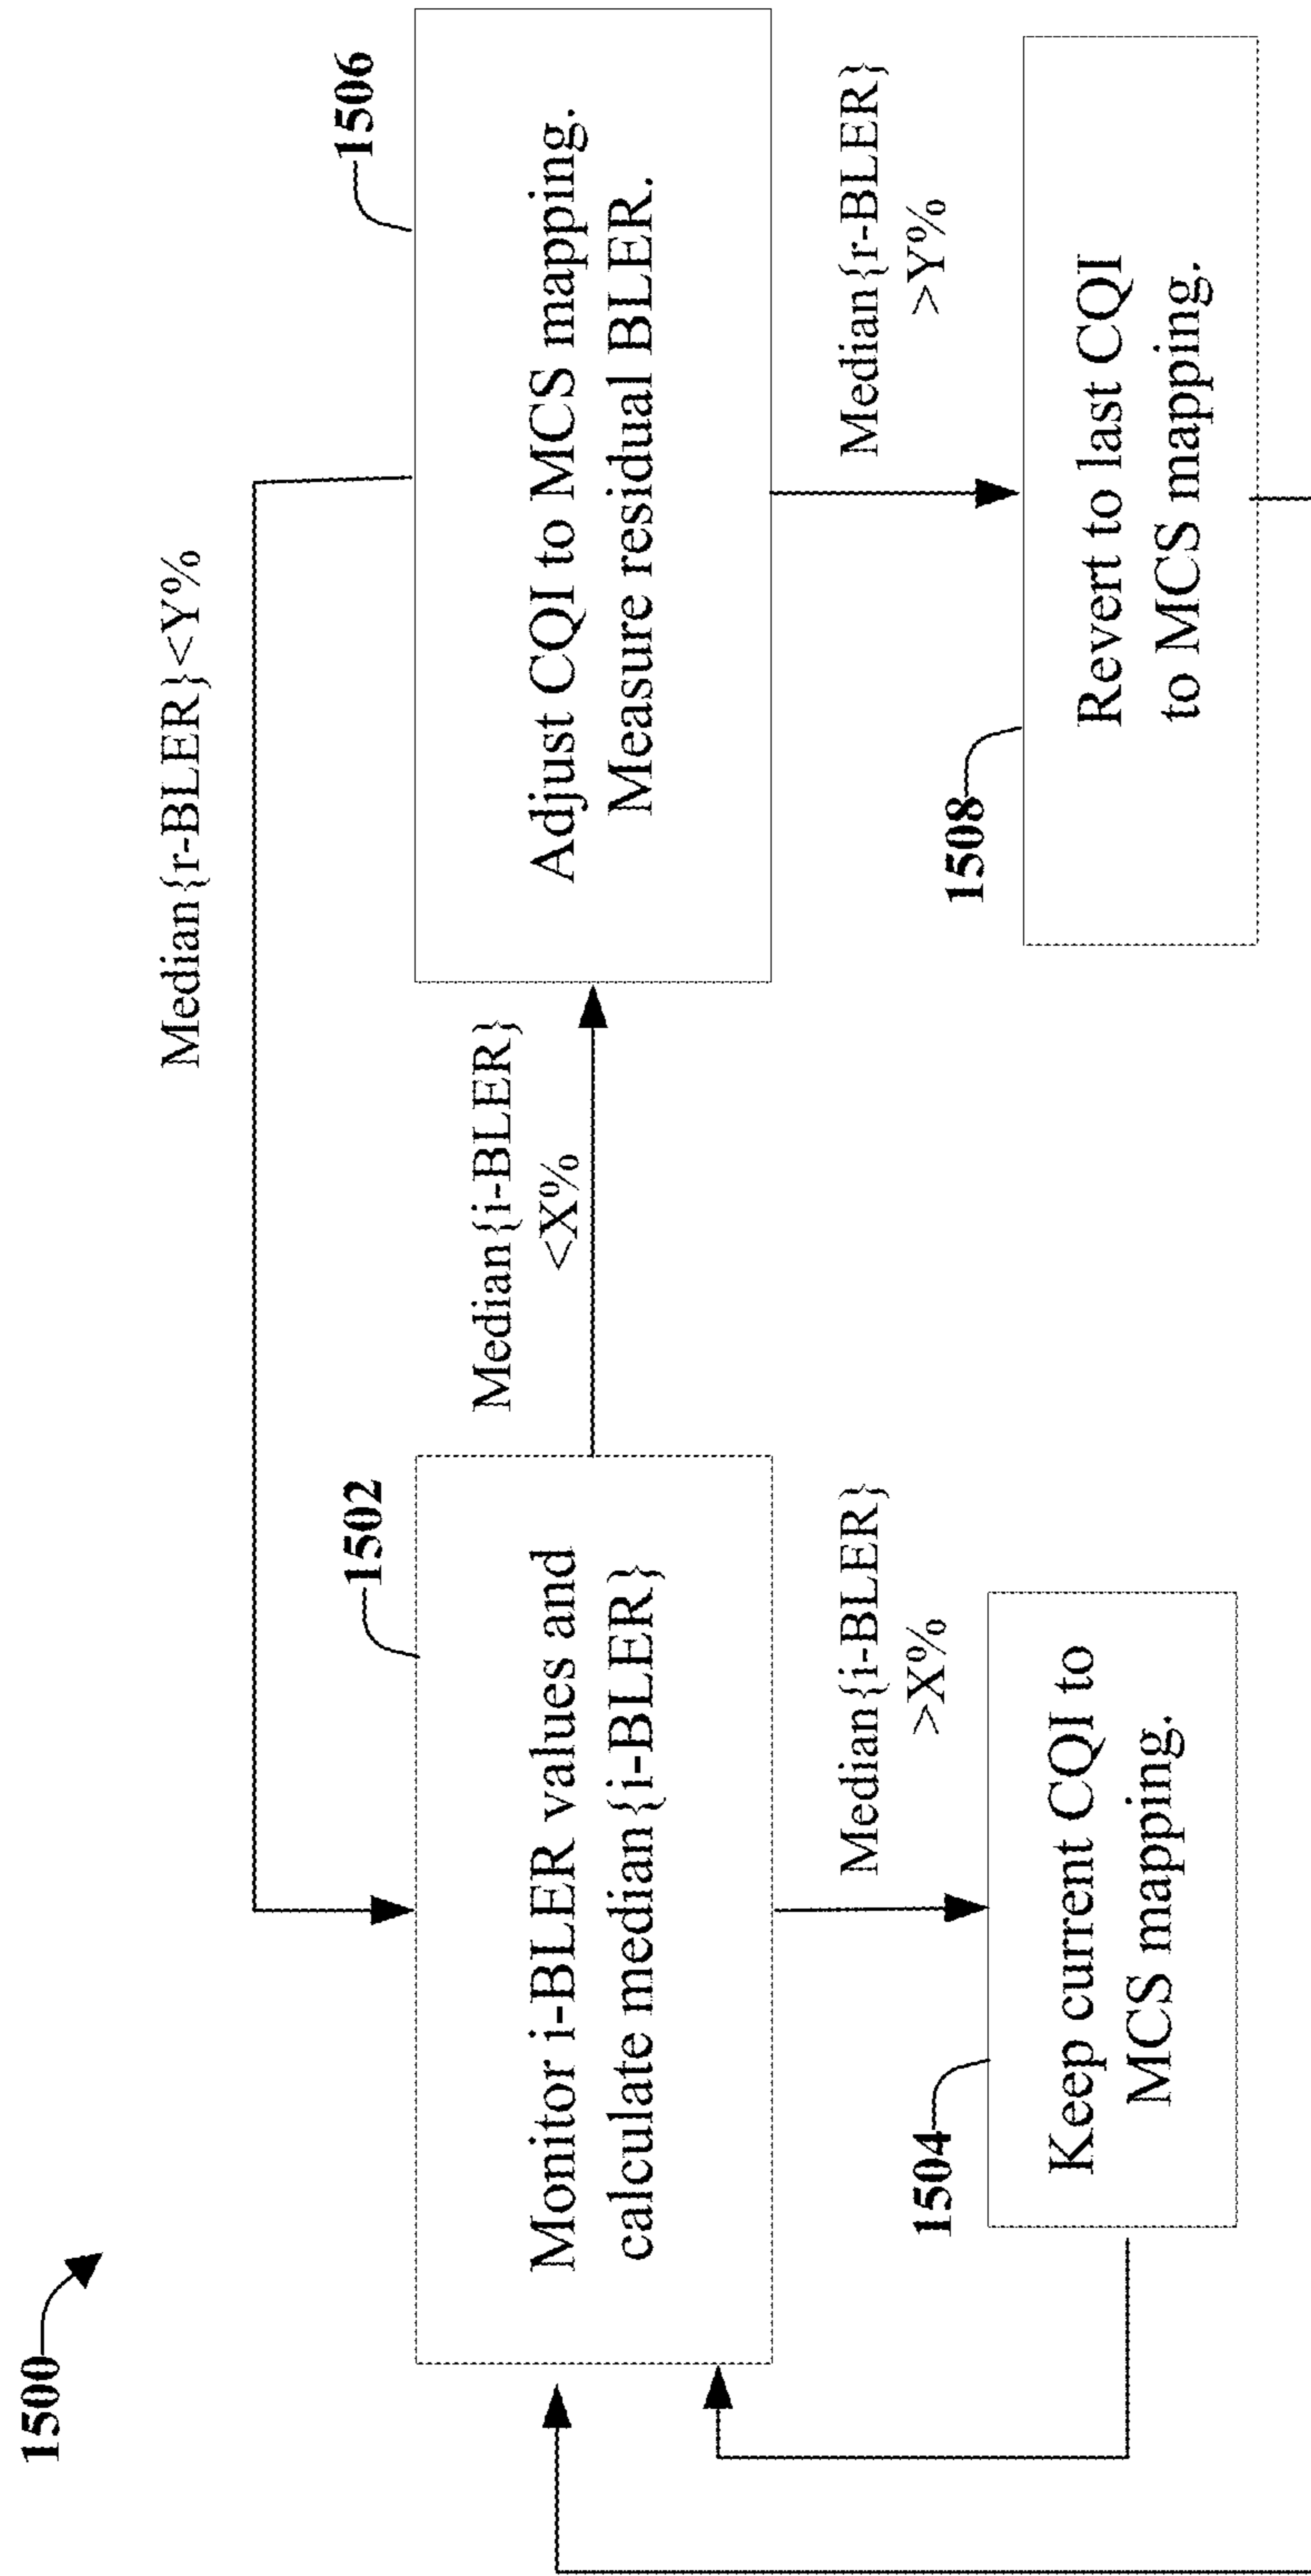 1500
Median{r-BLER}<Y%
1502
Monitor i-BLER values and
calculate median{i-BLER}
Median{i-BLER}
<X%
1506
Adjust CQI to MCS mapping.
Measure residual BLER.
Median{i-BLER}
>X%
Median{r-BLER}
>Y%
1504
Keep current CQI to
MCS mapping.
1508
Revert to last CQI
to MCS mapping.